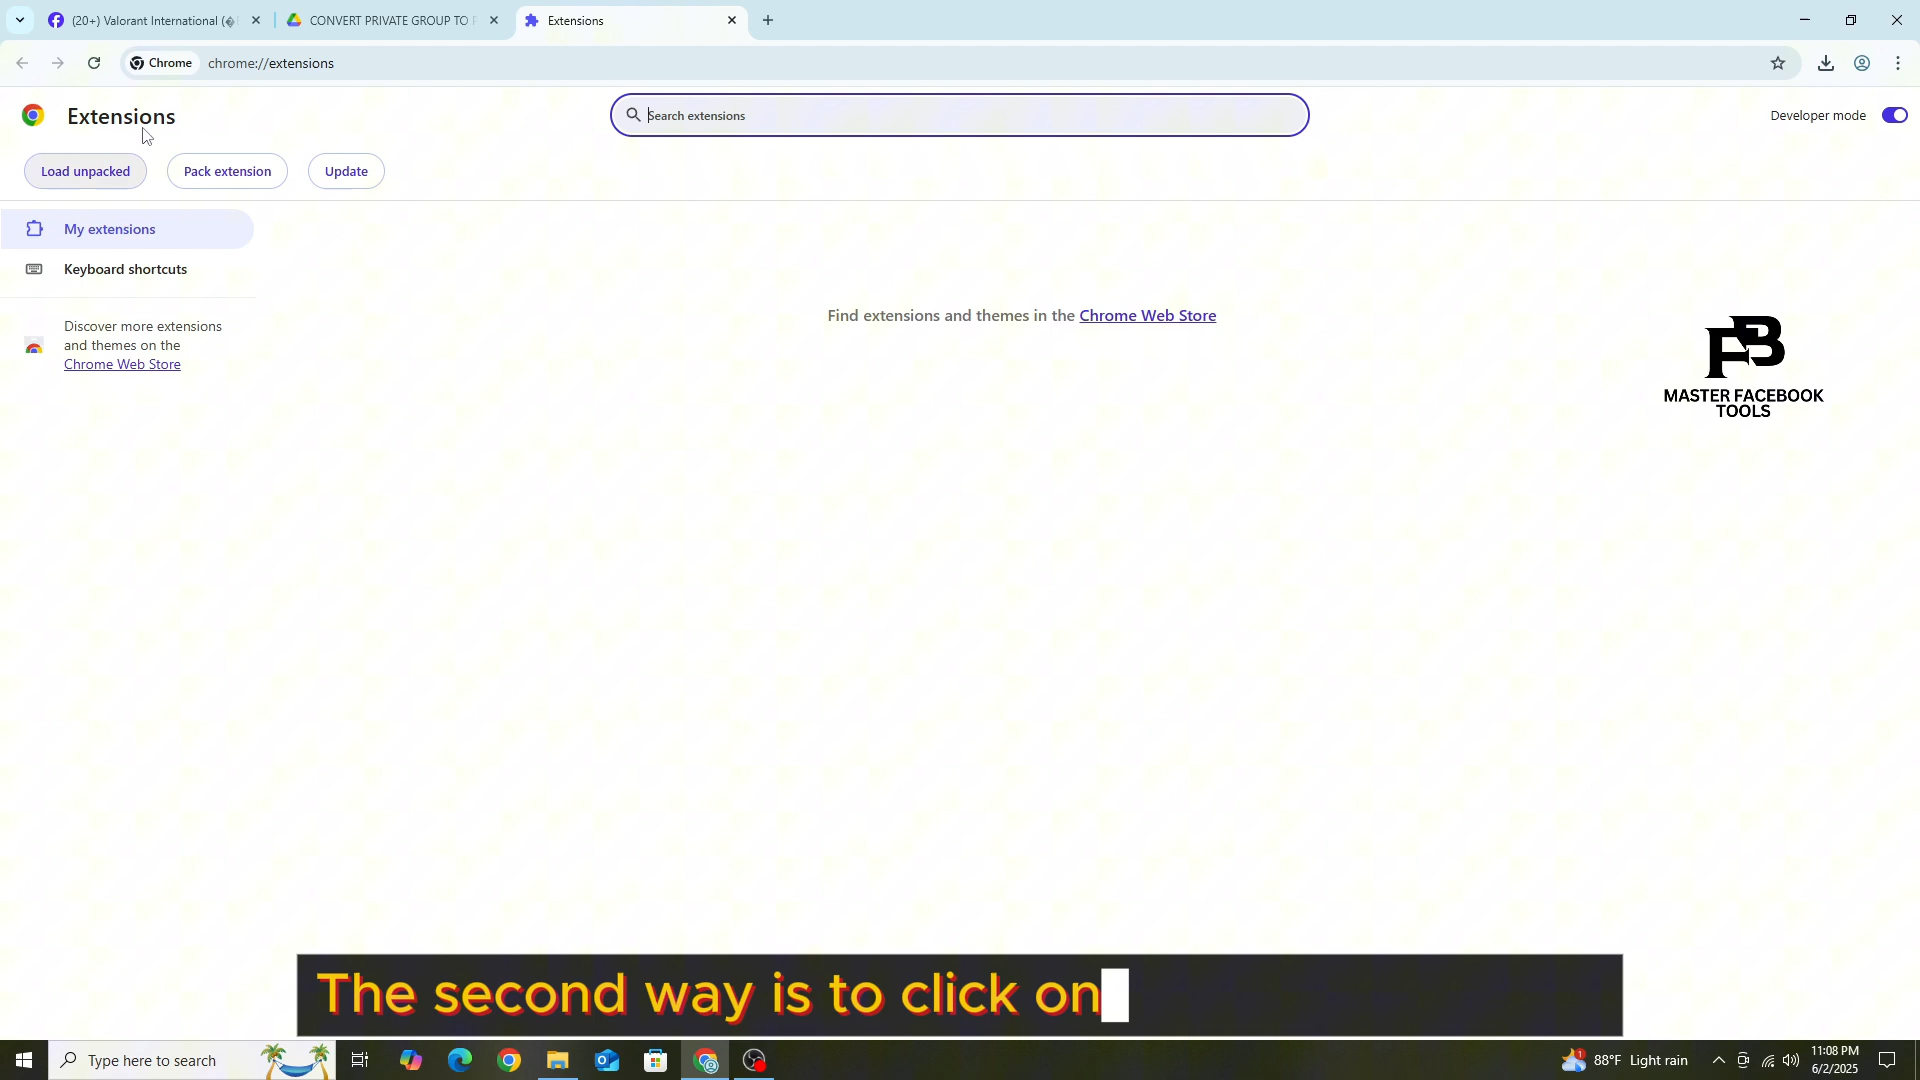 (20+) Valorant International (
CONVERT PRIVATE GROUP TO
Extensions
Chrome
chrome://extensions
Extensions
Search extensions
Developer mode
Load unpacked
Pack extension
Update
My extensions
Keyboard shortcuts
Discover more extensions
and themes on the
Chrome Web Store
Find extensions and themes in the Chrome Web Store
FB
MASTER FACEBOOK
TOOLS
The second way is to click on
Type here to search
1
88°F Light rain
11:08 PM
6/2/2025